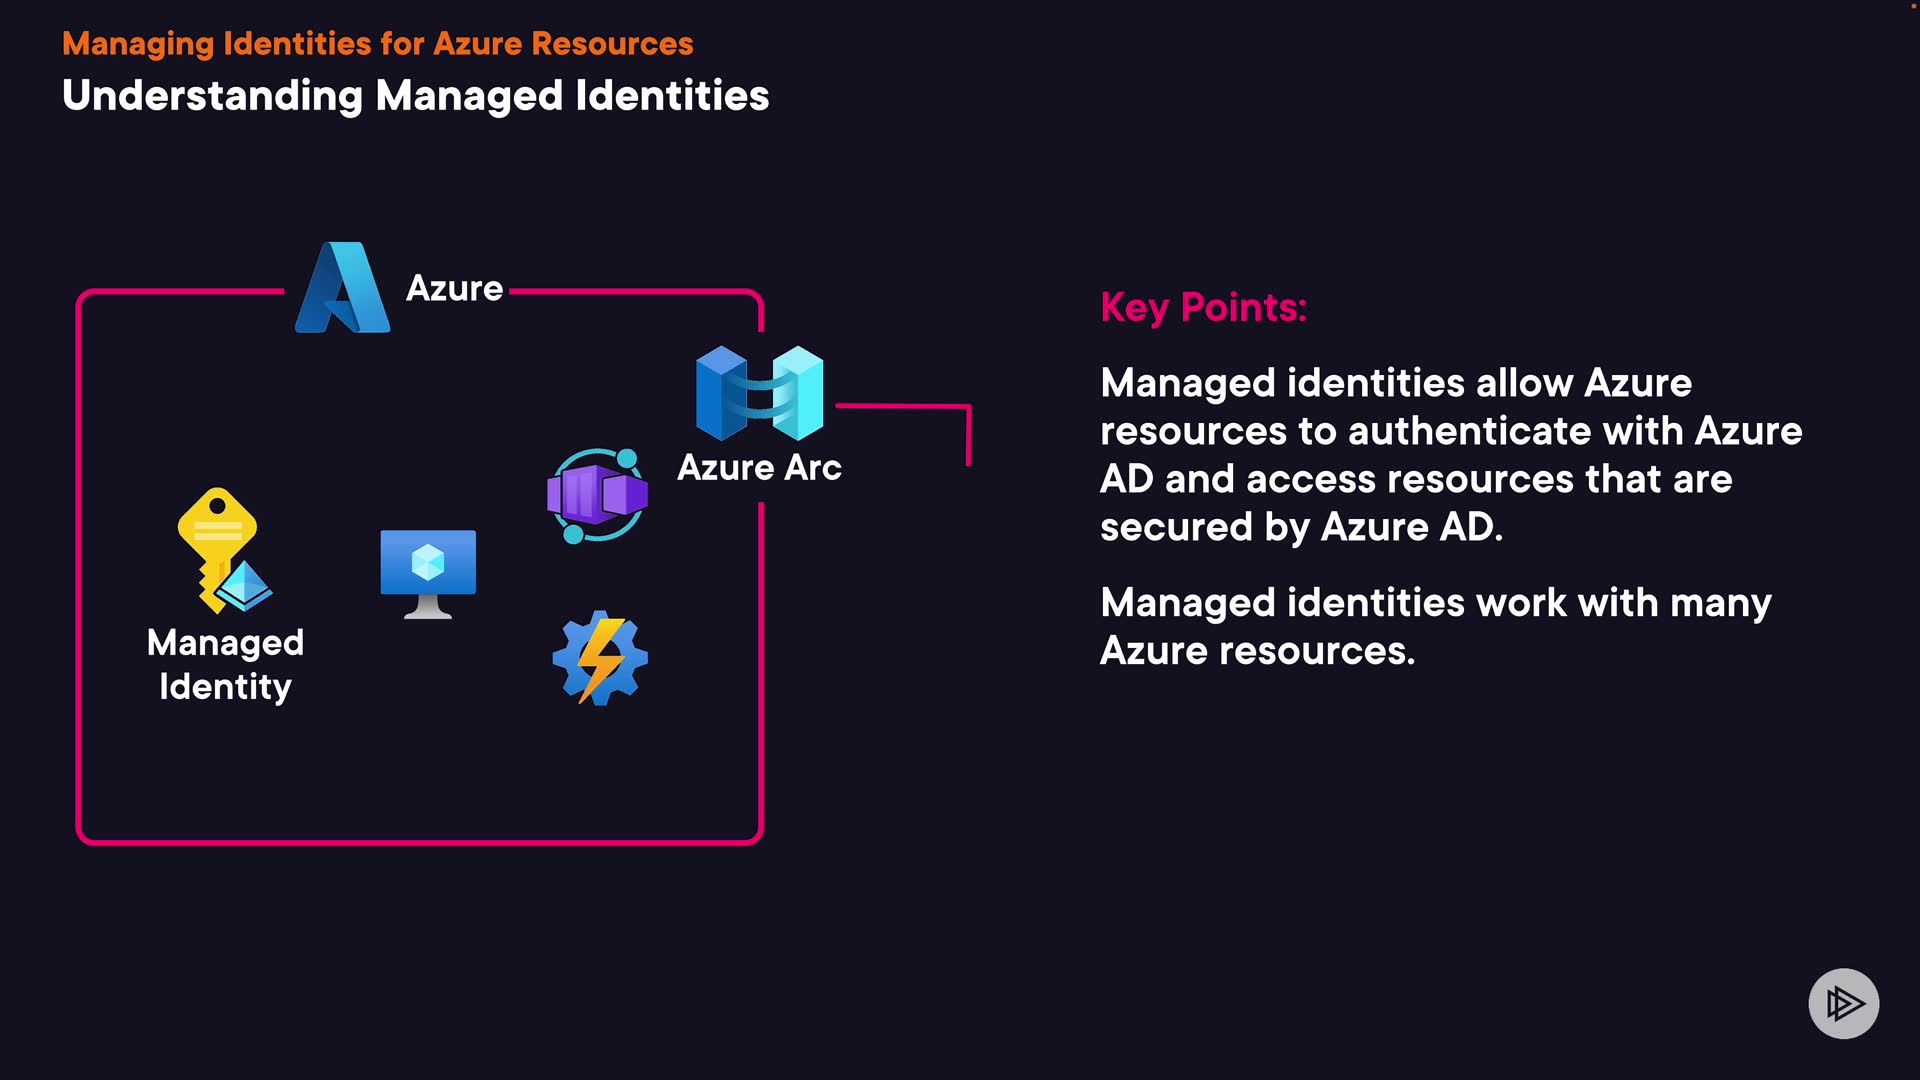 Managing Identities for Azure Resources
Understanding Managed Identities
Azure
Azure Arc
Managed
Identity
Key Points:
Managed identities allow Azure
resources to authenticate with Azure
AD and access resources that are
secured by Azure AD.
Managed identities work with many
Azure resources.